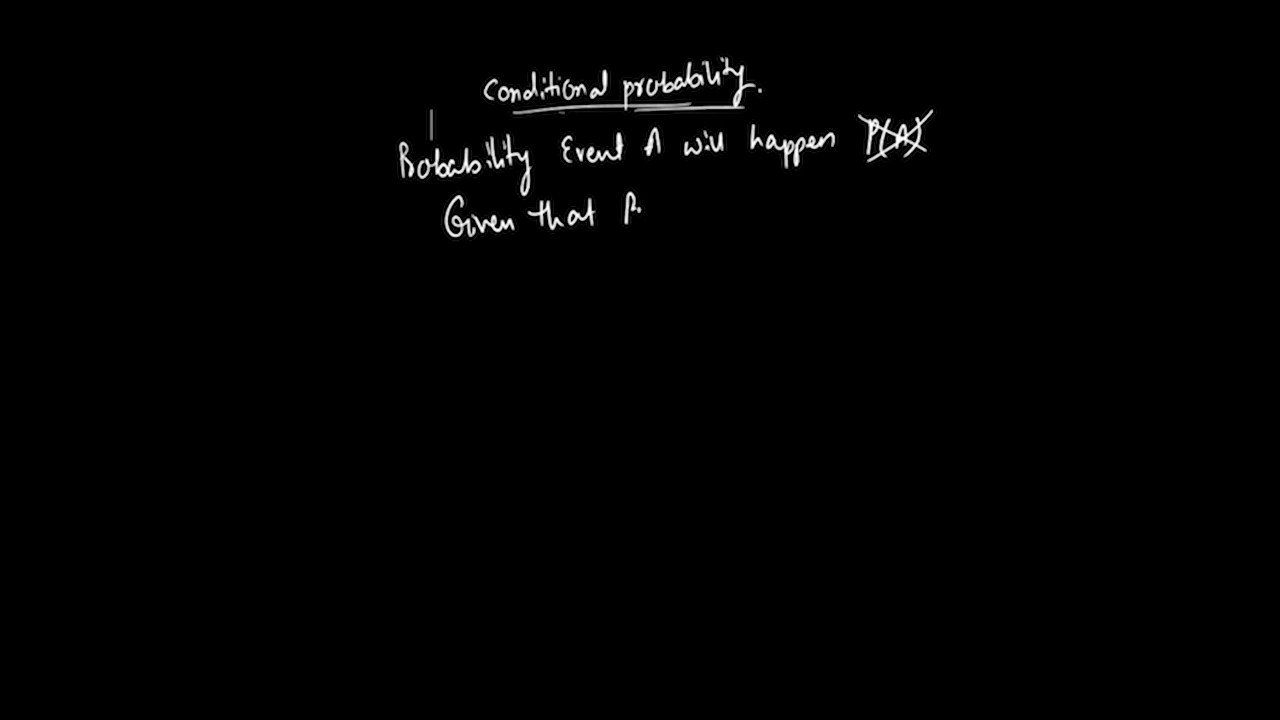 Conditional probability.
Probability Event A will happen P(A)
Given that B